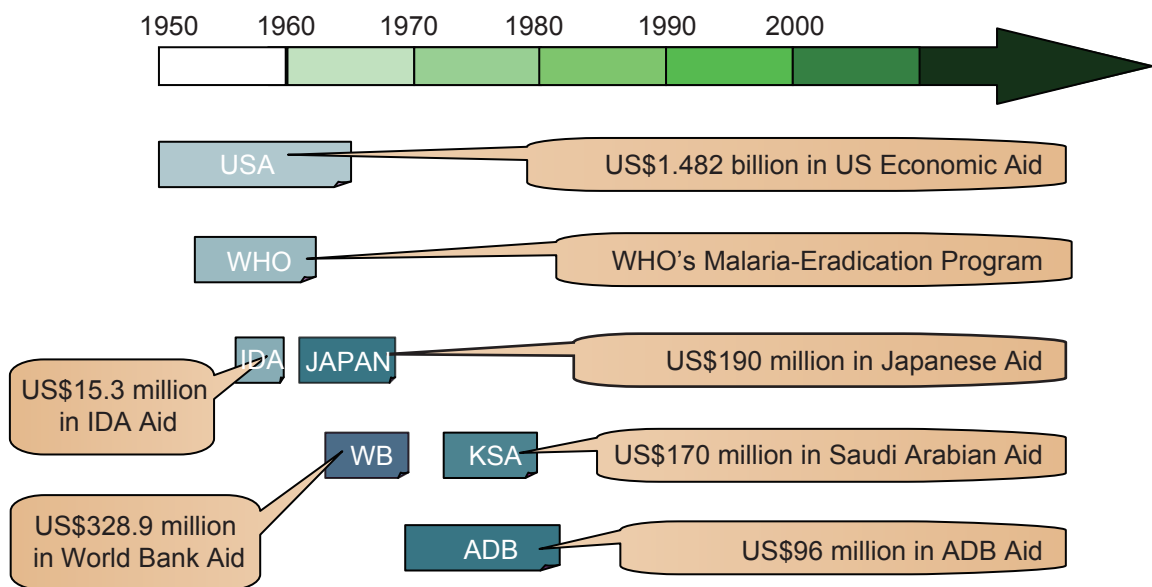 1950 1960 1970 1980 1990 2000
USA
US$1.482 billion in US Economic Aid
WHO
WHO's Malaria-Eradication Program
IDA
JAPAN
US$190 million in Japanese Aid
US$15.3 million
in IDA Aid
WB
KSA
US$170 million in Saudi Arabian Aid
US$328.9 million
in World Bank Aid
ADB
US$96 million in ADB Aid